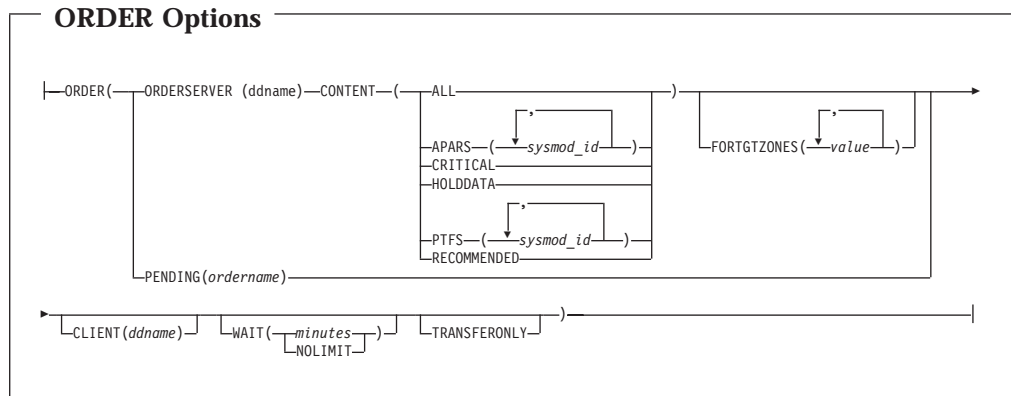 ORDER Options
ORDER( ORDERSERVER (ddname) CONTENT ( ALL )
,
APARS ( sysmod_id )
CRITICAL
HOLDDATA
,
PTFS ( sysmod_id )
RECOMMENDED
,
FORTGTZONES( value )
PENDING(ordername)
CLIENT(ddname) WAIT( minutes ) TRANSFERONLY )
NOLIMIT